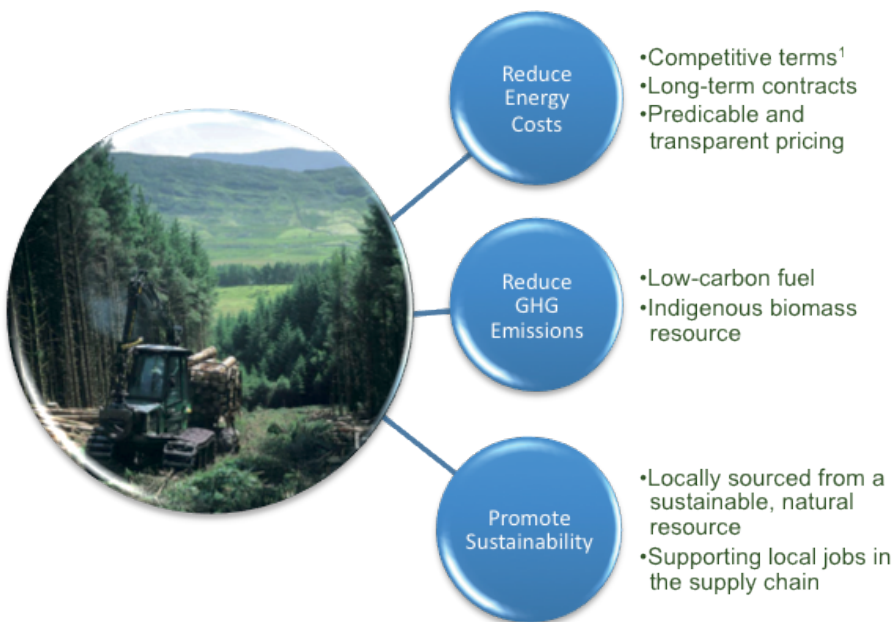 Reduce
Energy
Costs
•Competitive terms¹
•Long-term contracts
•Predicable and
transparent pricing
Reduce
GHG
Emissions
•Low-carbon fuel
•Indigenous biomass
resource
Promote
Sustainability
•Locally sourced from a
sustainable, natural
resource
•Supporting local jobs in
the supply chain